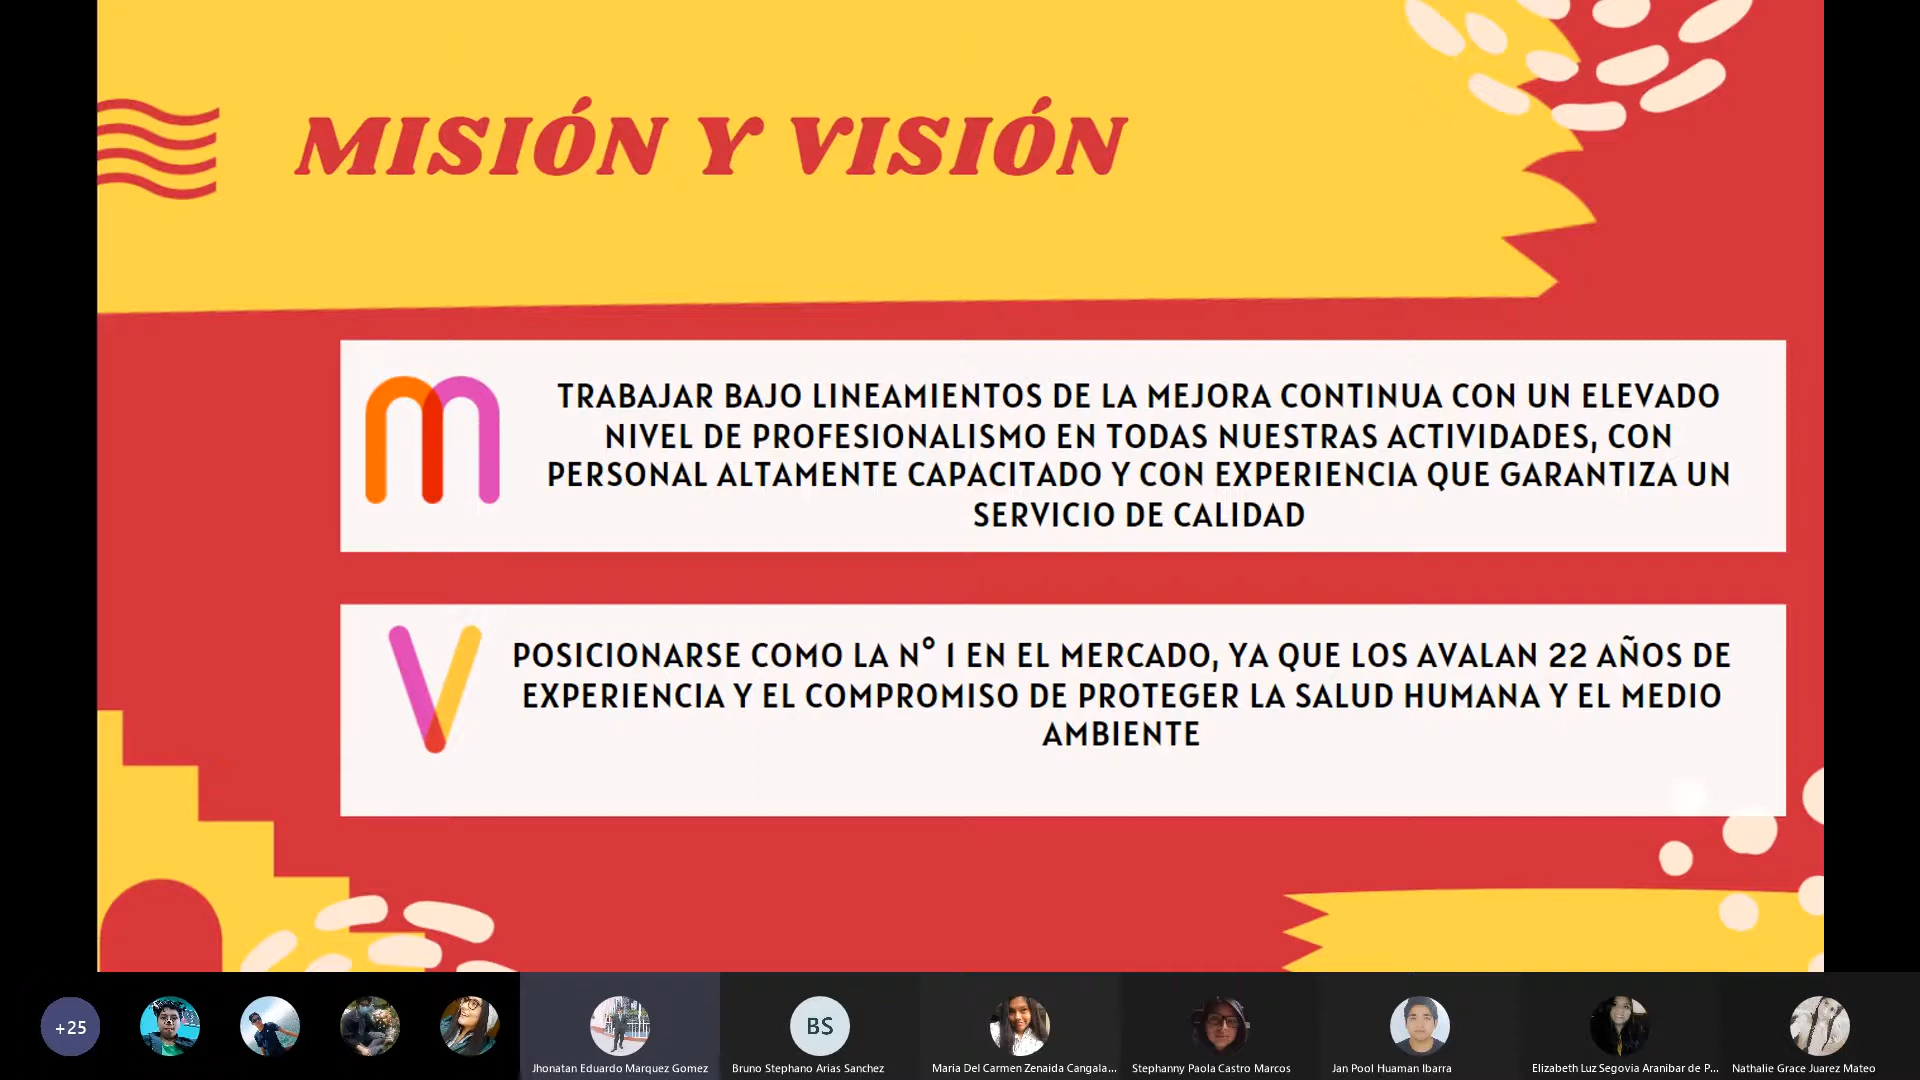 MISIÓN Y VISIÓN
m
TRABAJAR BAJO LINEAMIENTOS DE LA MEJORA CONTINUA CON UN ELEVADO
NIVEL DE PROFESIONALISMO EN TODAS NUESTRAS ACTIVIDADES, CON
PERSONAL ALTAMENTE CAPACITADO Y CON EXPERIENCIA QUE GARANTIZA UN
SERVICIO DE CALIDAD
V
POSICIONARSE COMO LA N° 1 EN EL MERCADO, YA QUE LOS AVALAN 22 AÑOS DE
EXPERIENCIA Y EL COMPROMISO DE PROTEGER LA SALUD HUMANA Y EL MEDIO
AMBIENTE
+25
BS
Jhonatan Eduardo Marquez Gomez
Bruno Stephano Arias Sanchez
Maria Del Carmen Zenaida Cangala...
Stephanny Paola Castro Marcos
Jan Pool Huaman Ibarra
Elizabeth Luz Segovia Aranibar de P...
Nathalie Grace Juarez Mateo